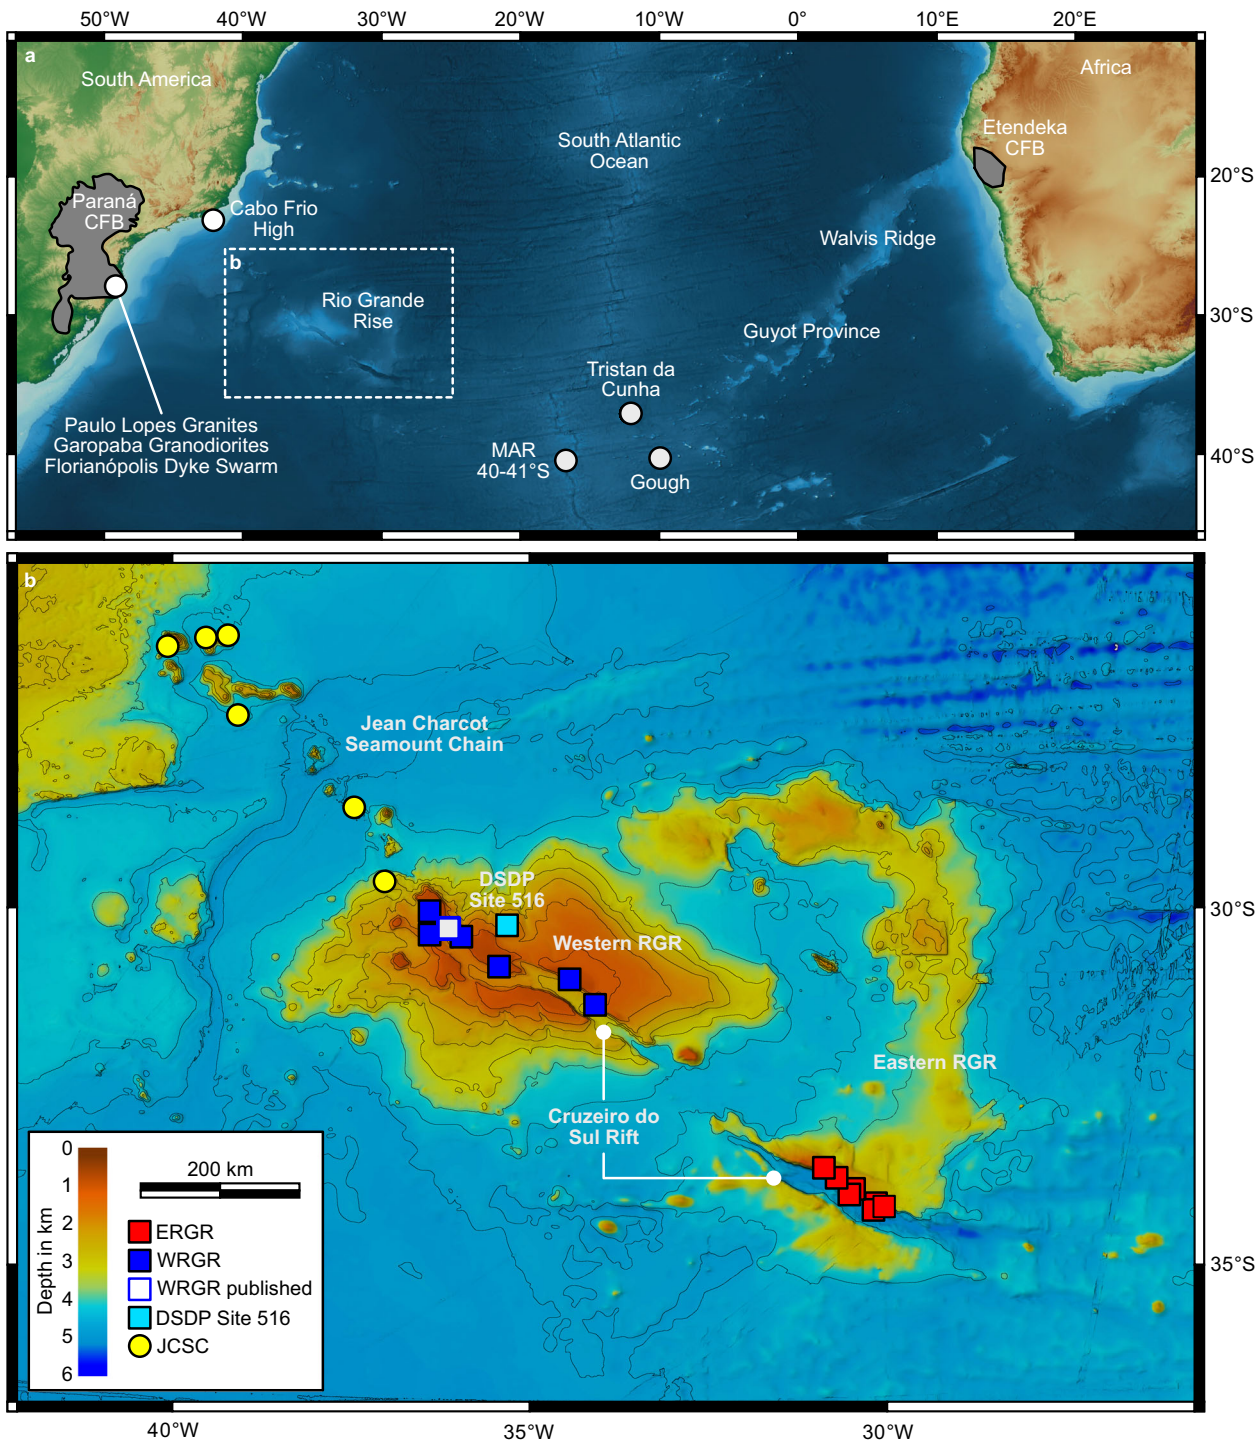 50°W 40°W 30°W 20°W 10°W 0° 10°E 20°E
a
South America
Africa
South Atlantic
Ocean
Etendeka
CFB
20°S
Paraná
CFB
Cabo Frio
High
Walvis Ridge
b
Rio Grande
Rise
30°S
Guyot Province
Tristan da
Cunha
Paulo Lopes Granites
Garopaba Granodiorites
Florianópolis Dyke Swarm
MAR
40-41°S
Gough
40°S
b
Jean Charcot
Seamount Chain
DSDP
Site 516
30°S
Western RGR
Eastern RGR
Cruzeiro do
Sul Rift
Depth in km
0
1
2
3
4
5
6
200 km
ERGR
WRGR
WRGR published
DSDP Site 516
JCSC
35°S
40°W 35°W 30°W